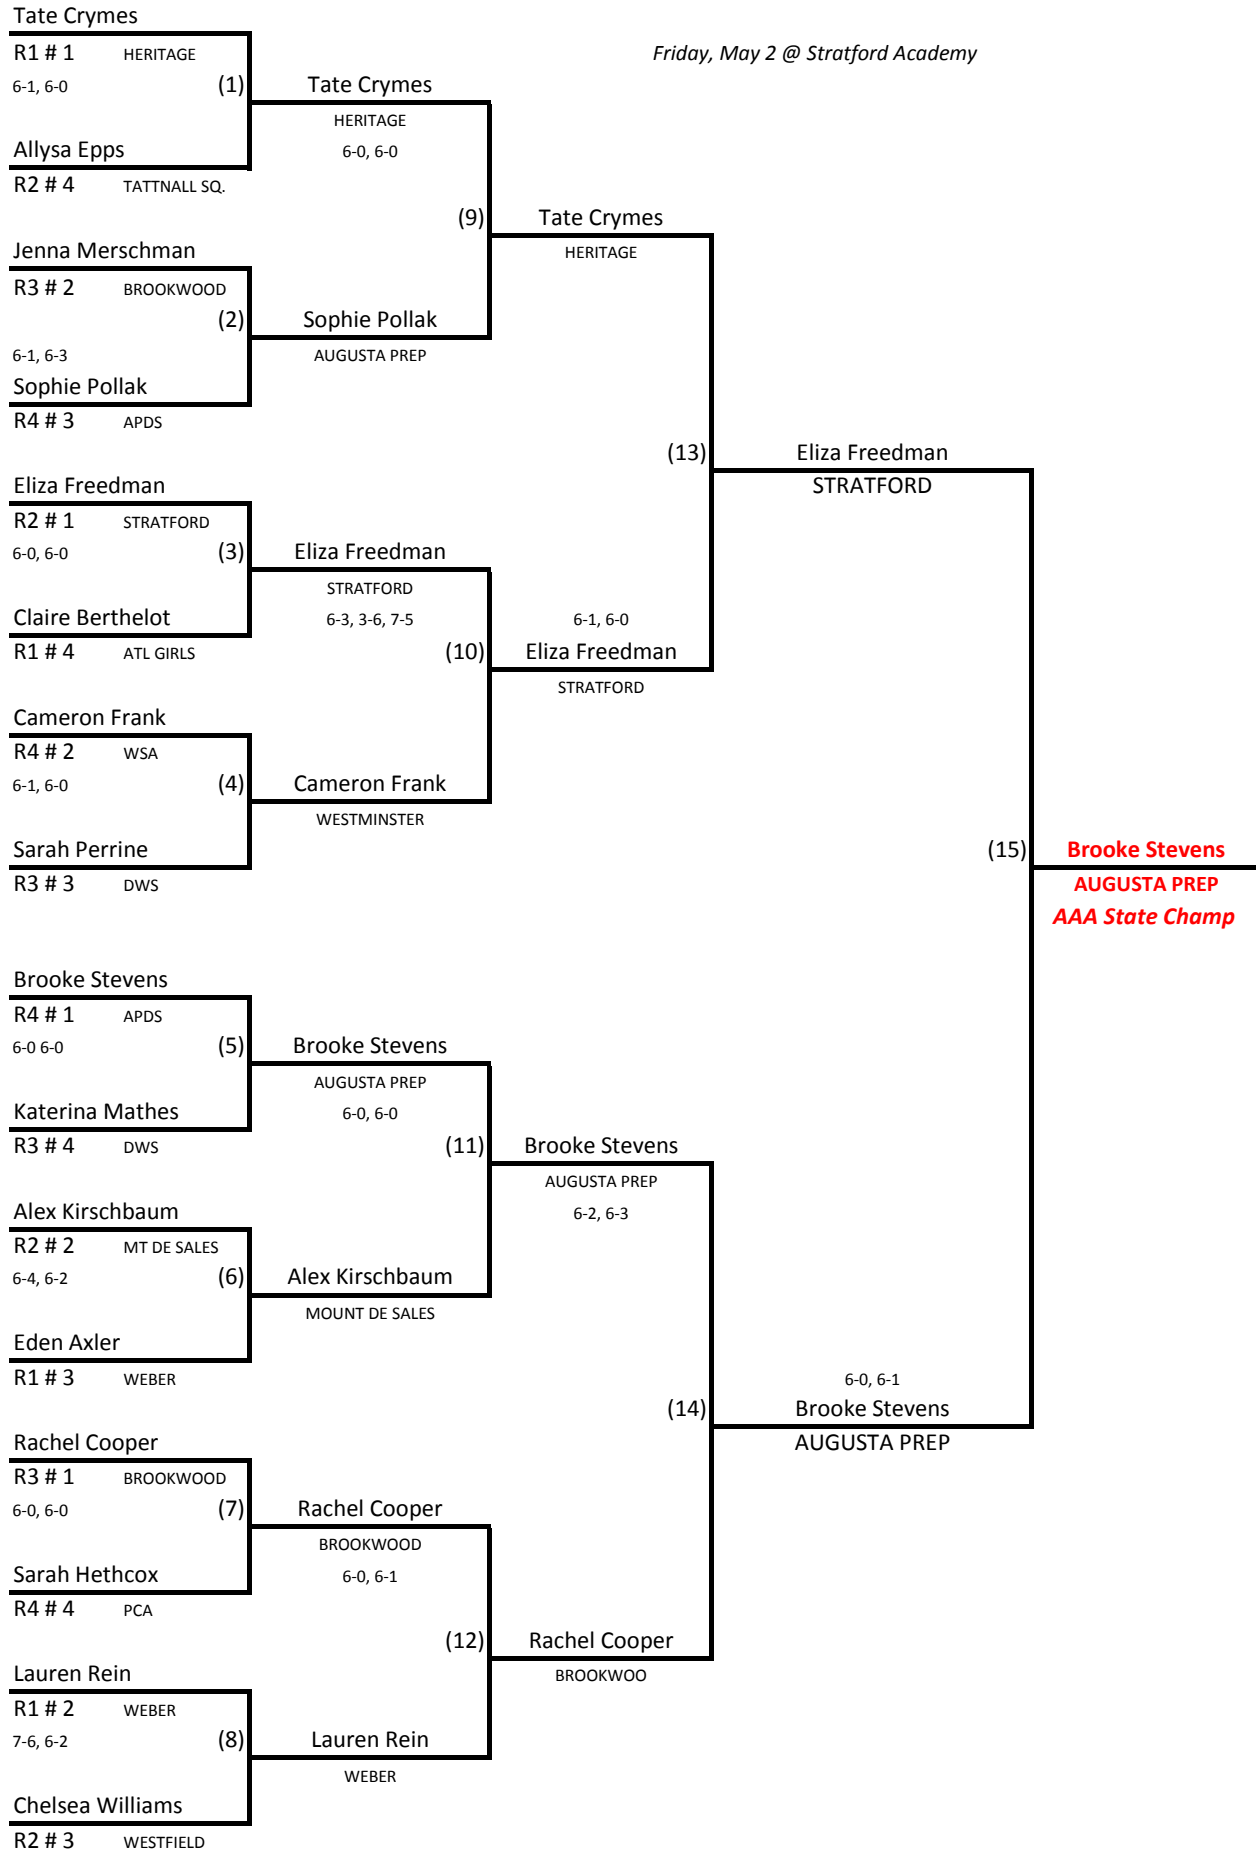 Tate Crymes
R1 # 1 HERITAGE
Friday, May 2 @ Stratford Academy
6-1, 6-0 (1) Tate Crymes
HERITAGE
Allysa Epps 6-0, 6-0
R2 # 4 TATTNALL SQ.
(9) Tate Crymes
Jenna Merschman HERITAGE
R3 # 2 BROOKWOOD
(2) Sophie Pollak
6-1, 6-3 AUGUSTA PREP
Sophie Pollak
R4 # 3 APDS
(13) Eliza Freedman
Eliza Freedman STRATFORD
R2 # 1 STRATFORD
6-0, 6-0 (3) Eliza Freedman
STRATFORD
Claire Berthelot 6-3, 3-6, 7-5 6-1, 6-0
R1 # 4 ATL GIRLS (10) Eliza Freedman
STRATFORD
Cameron Frank
R4 # 2 WSA
6-1, 6-0 (4) Cameron Frank
WESTMINSTER
Sarah Perrine (15) Brooke Stevens
R3 # 3 DWS AUGUSTA PREP
AAA State Champ
Brooke Stevens
R4 # 1 APDS
6-0 6-0 (5) Brooke Stevens
AUGUSTA PREP
Katerina Mathes 6-0, 6-0
R3 # 4 DWS (11) Brooke Stevens
AUGUSTA PREP
Alex Kirschbaum 6-2, 6-3
R2 # 2 MT DE SALES
6-4, 6-2 (6) Alex Kirschbaum
MOUNT DE SALES
Eden Axler
R1 # 3 WEBER 6-0, 6-1
(14) Brooke Stevens
Rachel Cooper AUGUSTA PREP
R3 # 1 BROOKWOOD
6-0, 6-0 (7) Rachel Cooper
BROOKWOOD
Sarah Hethcox 6-0, 6-1
R4 # 4 PCA
(12) Rachel Cooper
Lauren Rein BROOKWOO
R1 # 2 WEBER
7-6, 6-2 (8) Lauren Rein
WEBER
Chelsea Williams
R2 # 3 WESTFIELD